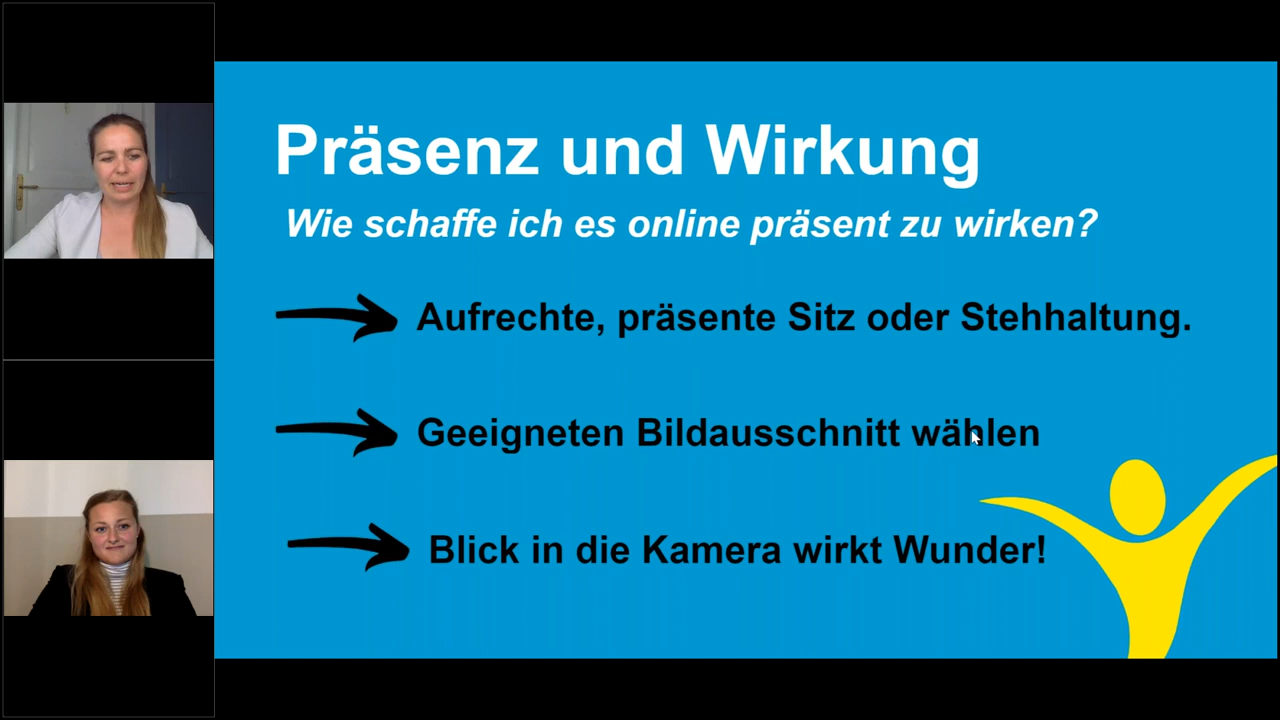 Präsenz und Wirkung
Wie schaffe ich es online präsent zu wirken?
Aufrechte, präsente Sitz oder Stehhaltung.
Geeigneten Bildausschnitt wählen
Blick in die Kamera wirkt Wunder!